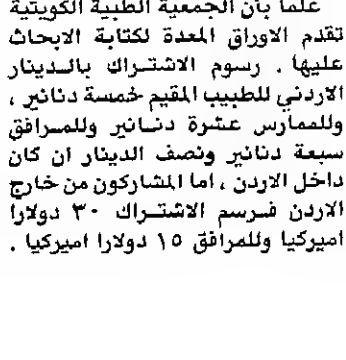 علما بأن الجمعية الطبية الكويتية
تقدم الاوراق المعدة لكتابة الابحاث
عليها . رسوم الاشتراك بالدينار
الاردني للطبيب المقيم خمسة دنانير ،
وللممارس عشرة دنانير وللمرافق
سبعة دنانير ونصف الدينار ان كان
داخل الاردن ، اما المشاركون من خارج
الاردن فرسم الاشتراك ٣٠ دولارا
اميركيا وللمرافق ١٥ دولارا اميركيا .